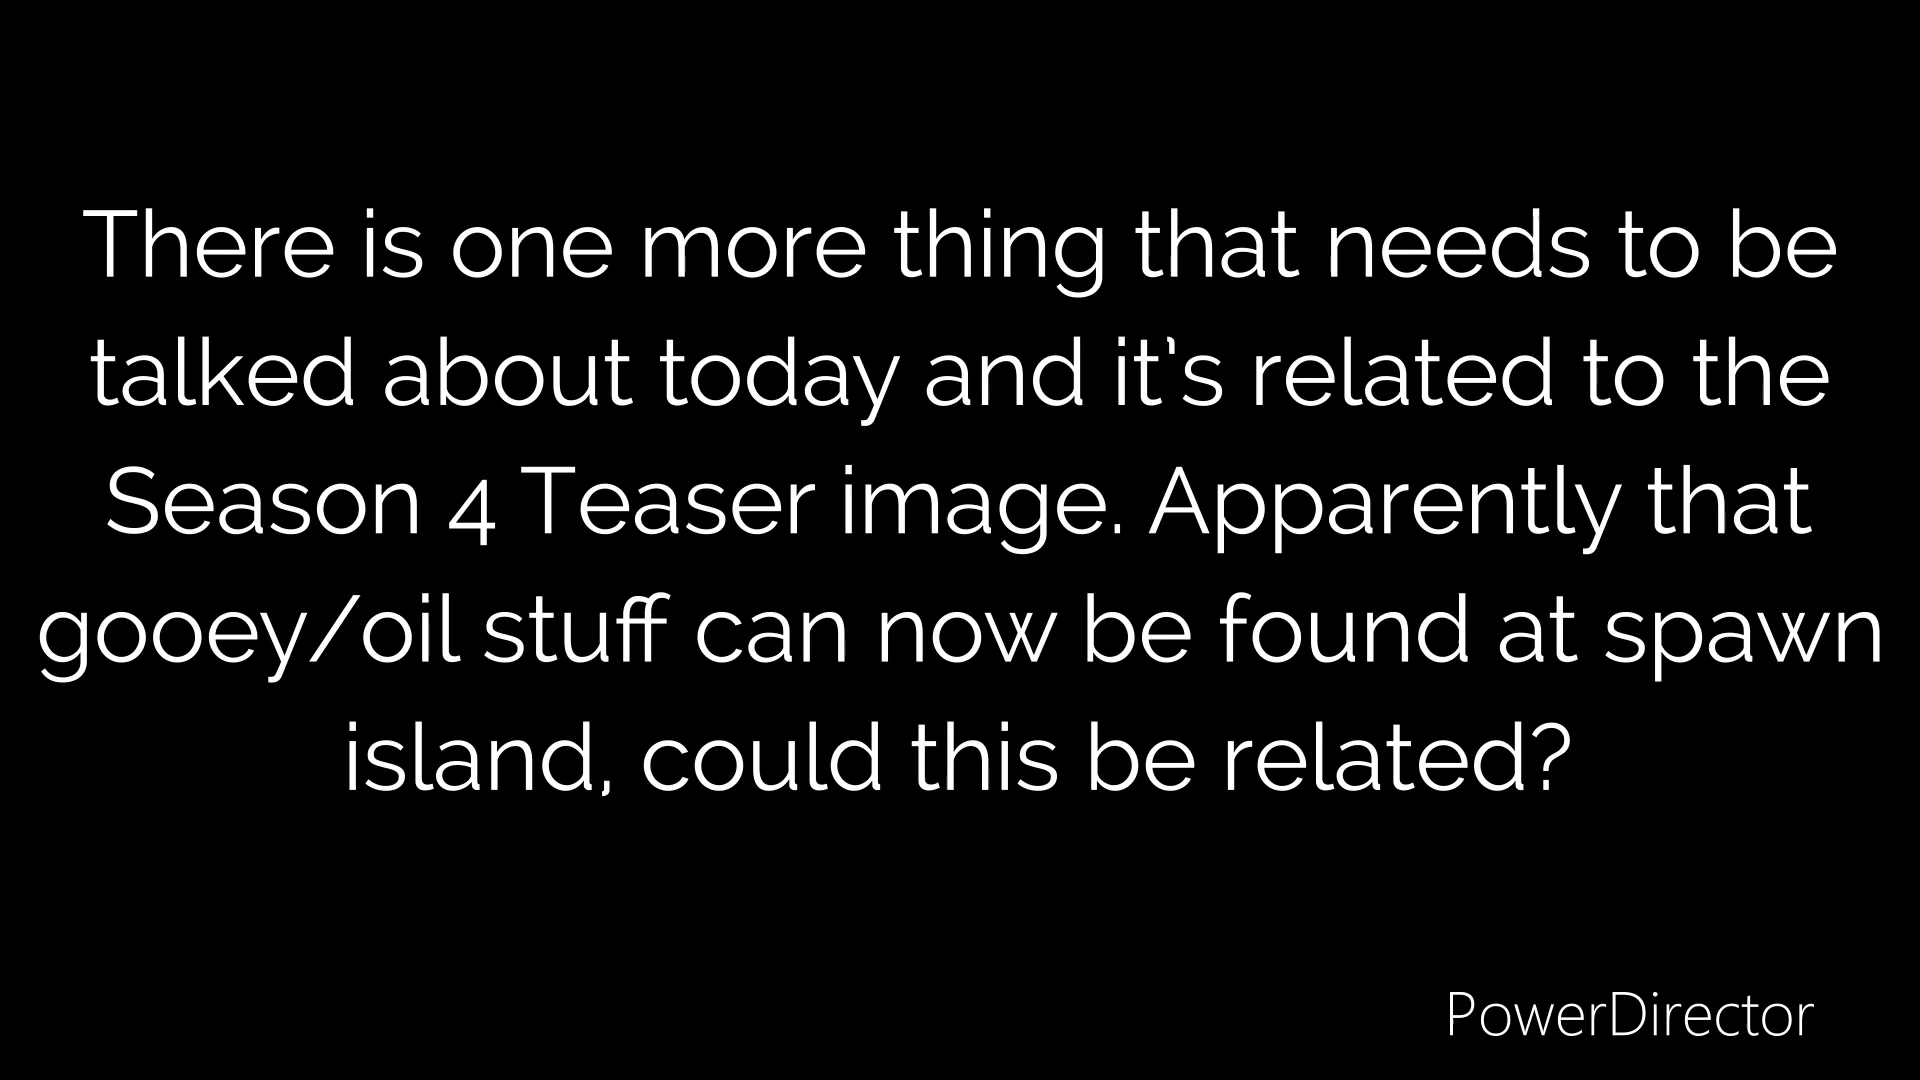 There is one more thing that needs to be
talked about today and it's related to the
Season 4 Teaser image. Apparently that
gooey/oil stuff can now be found at spawn
island, could this be related?
PowerDirector